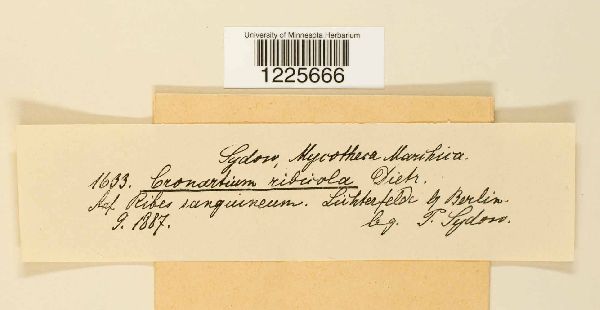 University of Minnesota Herbarium
1225666
Sydow, Mycotheca Marchica.
1633. Cronartium ribicola Dietr.
Auf Ribes sanguineum. Lichterfelde b/ Berlin.
9. 1887. leg. P. Sydow.